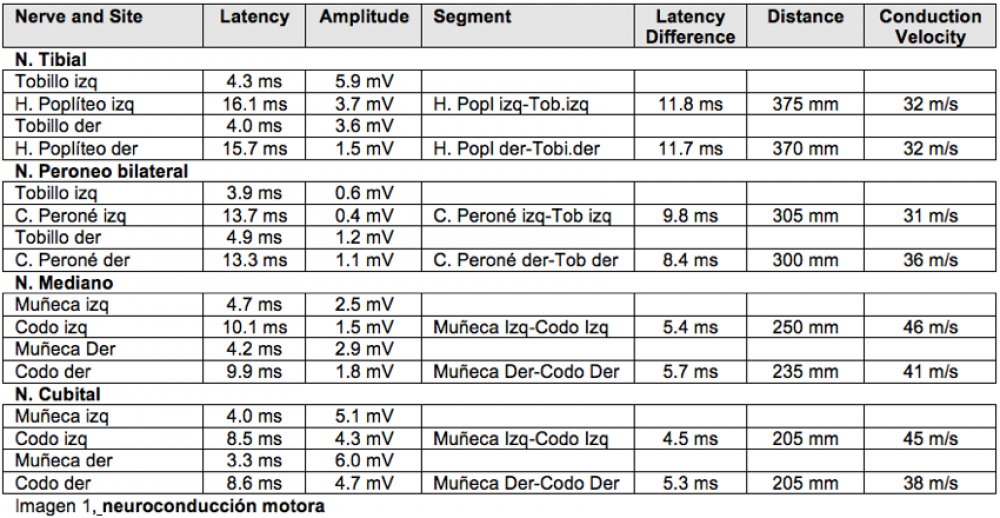 Nerve and Site Latency Amplitude Segment Latency Difference Distance Conduction Velocity
N. Tibial
Tobillo izq 4.3 ms 5.9 mV
H. Poplíteo izq 16.1 ms 3.7 mV H. Popl izq-Tob.izq 11.8 ms 375 mm 32 m/s
Tobillo der 4.0 ms 3.6 mV
H. Poplíteo der 15.7 ms 1.5 mV H. Popl der-Tobi.der 11.7 ms 370 mm 32 m/s
N. Peroneo bilateral
Tobillo izq 3.9 ms 0.6 mV
C. Peroné izq 13.7 ms 0.4 mV C. Peroné izq-Tob izq 9.8 ms 305 mm 31 m/s
Tobillo der 4.9 ms 1.2 mV
C. Peroné der 13.3 ms 1.1 mV C. Peroné der-Tob der 8.4 ms 300 mm 36 m/s
N. Mediano
Muñeca izq 4.7 ms 2.5 mV
Codo izq 10.1 ms 1.5 mV Muñeca Izq-Codo Izq 5.4 ms 250 mm 46 m/s
Muñeca Der 4.2 ms 2.9 mV
Codo der 9.9 ms 1.8 mV Muñeca Der-Codo Der 5.7 ms 235 mm 41 m/s
N. Cubital
Muñeca izq 4.0 ms 5.1 mV
Codo izq 8.5 ms 4.3 mV Muñeca Izq-Codo Izq 4.5 ms 205 mm 45 m/s
Muñeca der 3.3 ms 6.0 mV
Codo der 8.6 ms 4.7 mV Muñeca Der-Codo Der 5.3 ms 205 mm 38 m/s
Imagen 1, neuroconducción motora